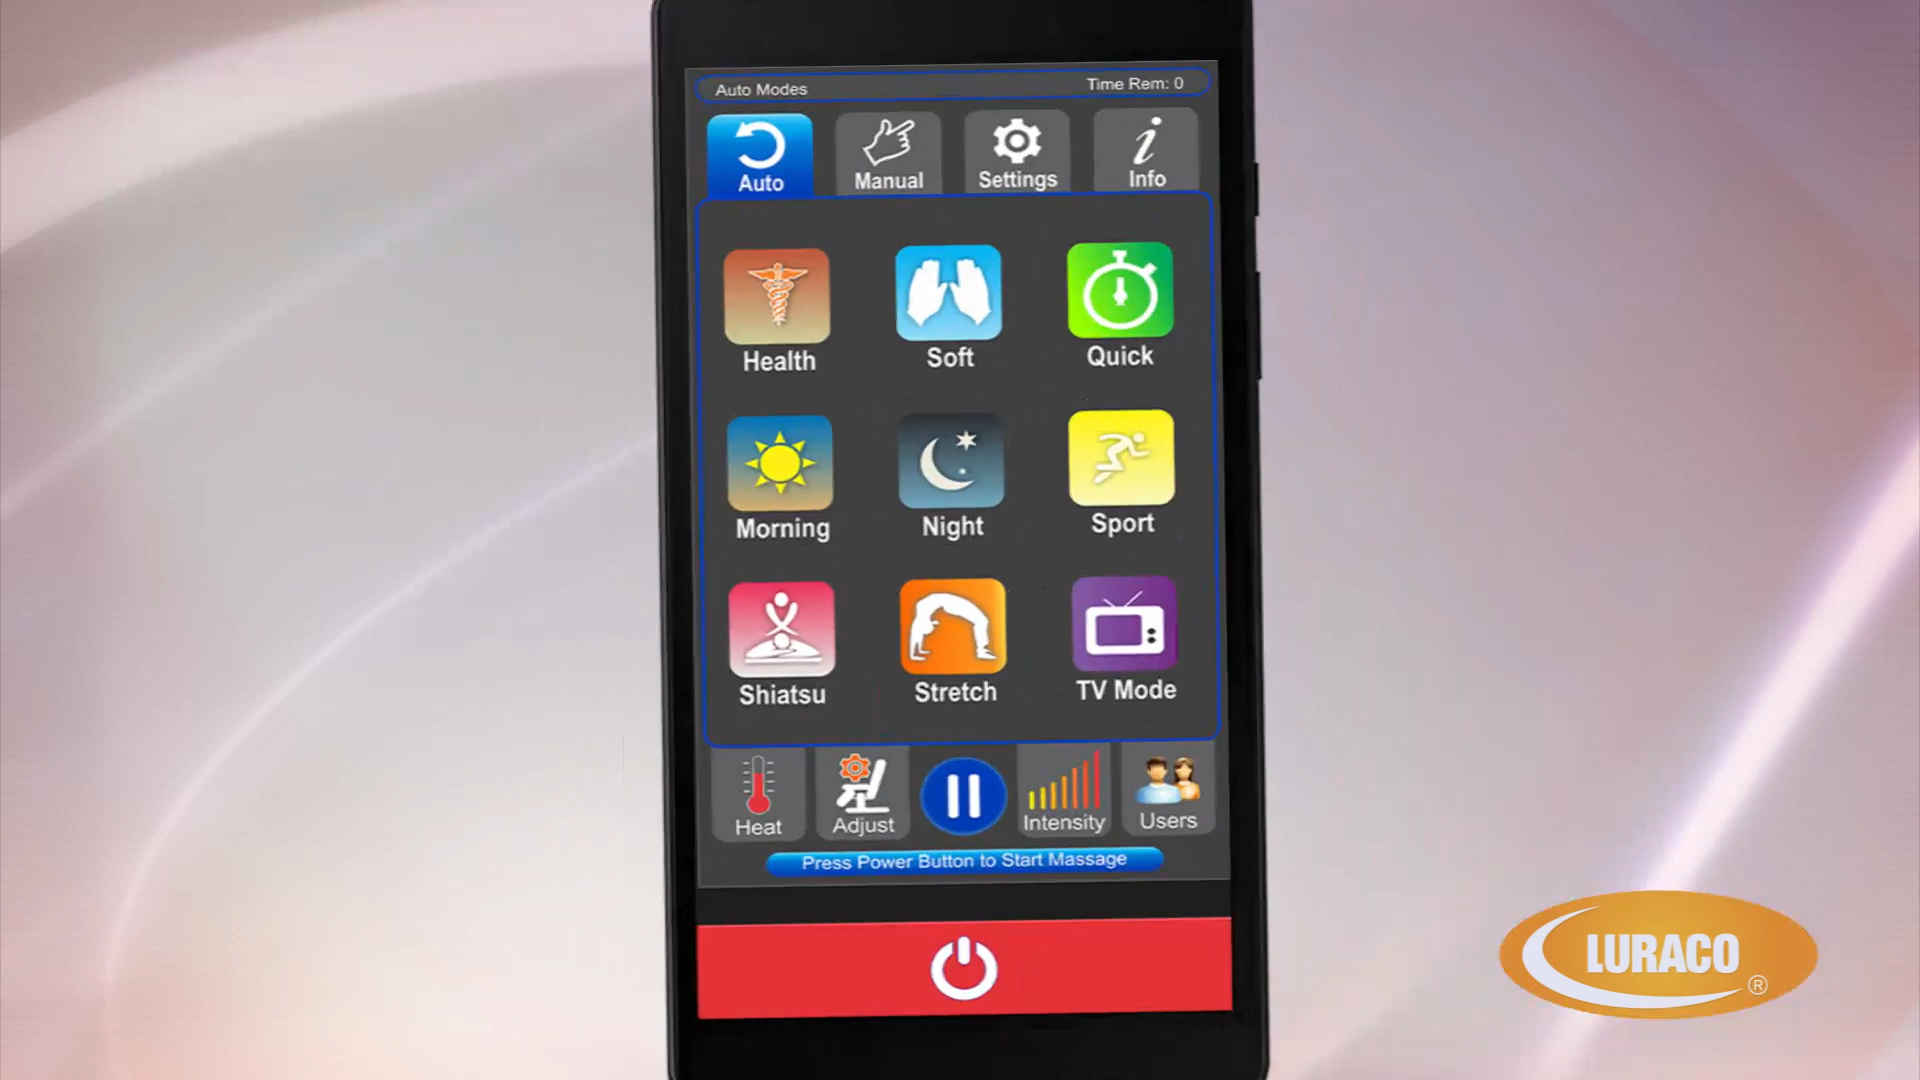 Auto Modes Time Rem: 0
Auto Manual Settings Info
Health Soft Quick
Morning Night Sport
Shiatsu Stretch TV Mode
Heat Adjust Intensity Users
Press Power Button to Start Massage
LURACO ®